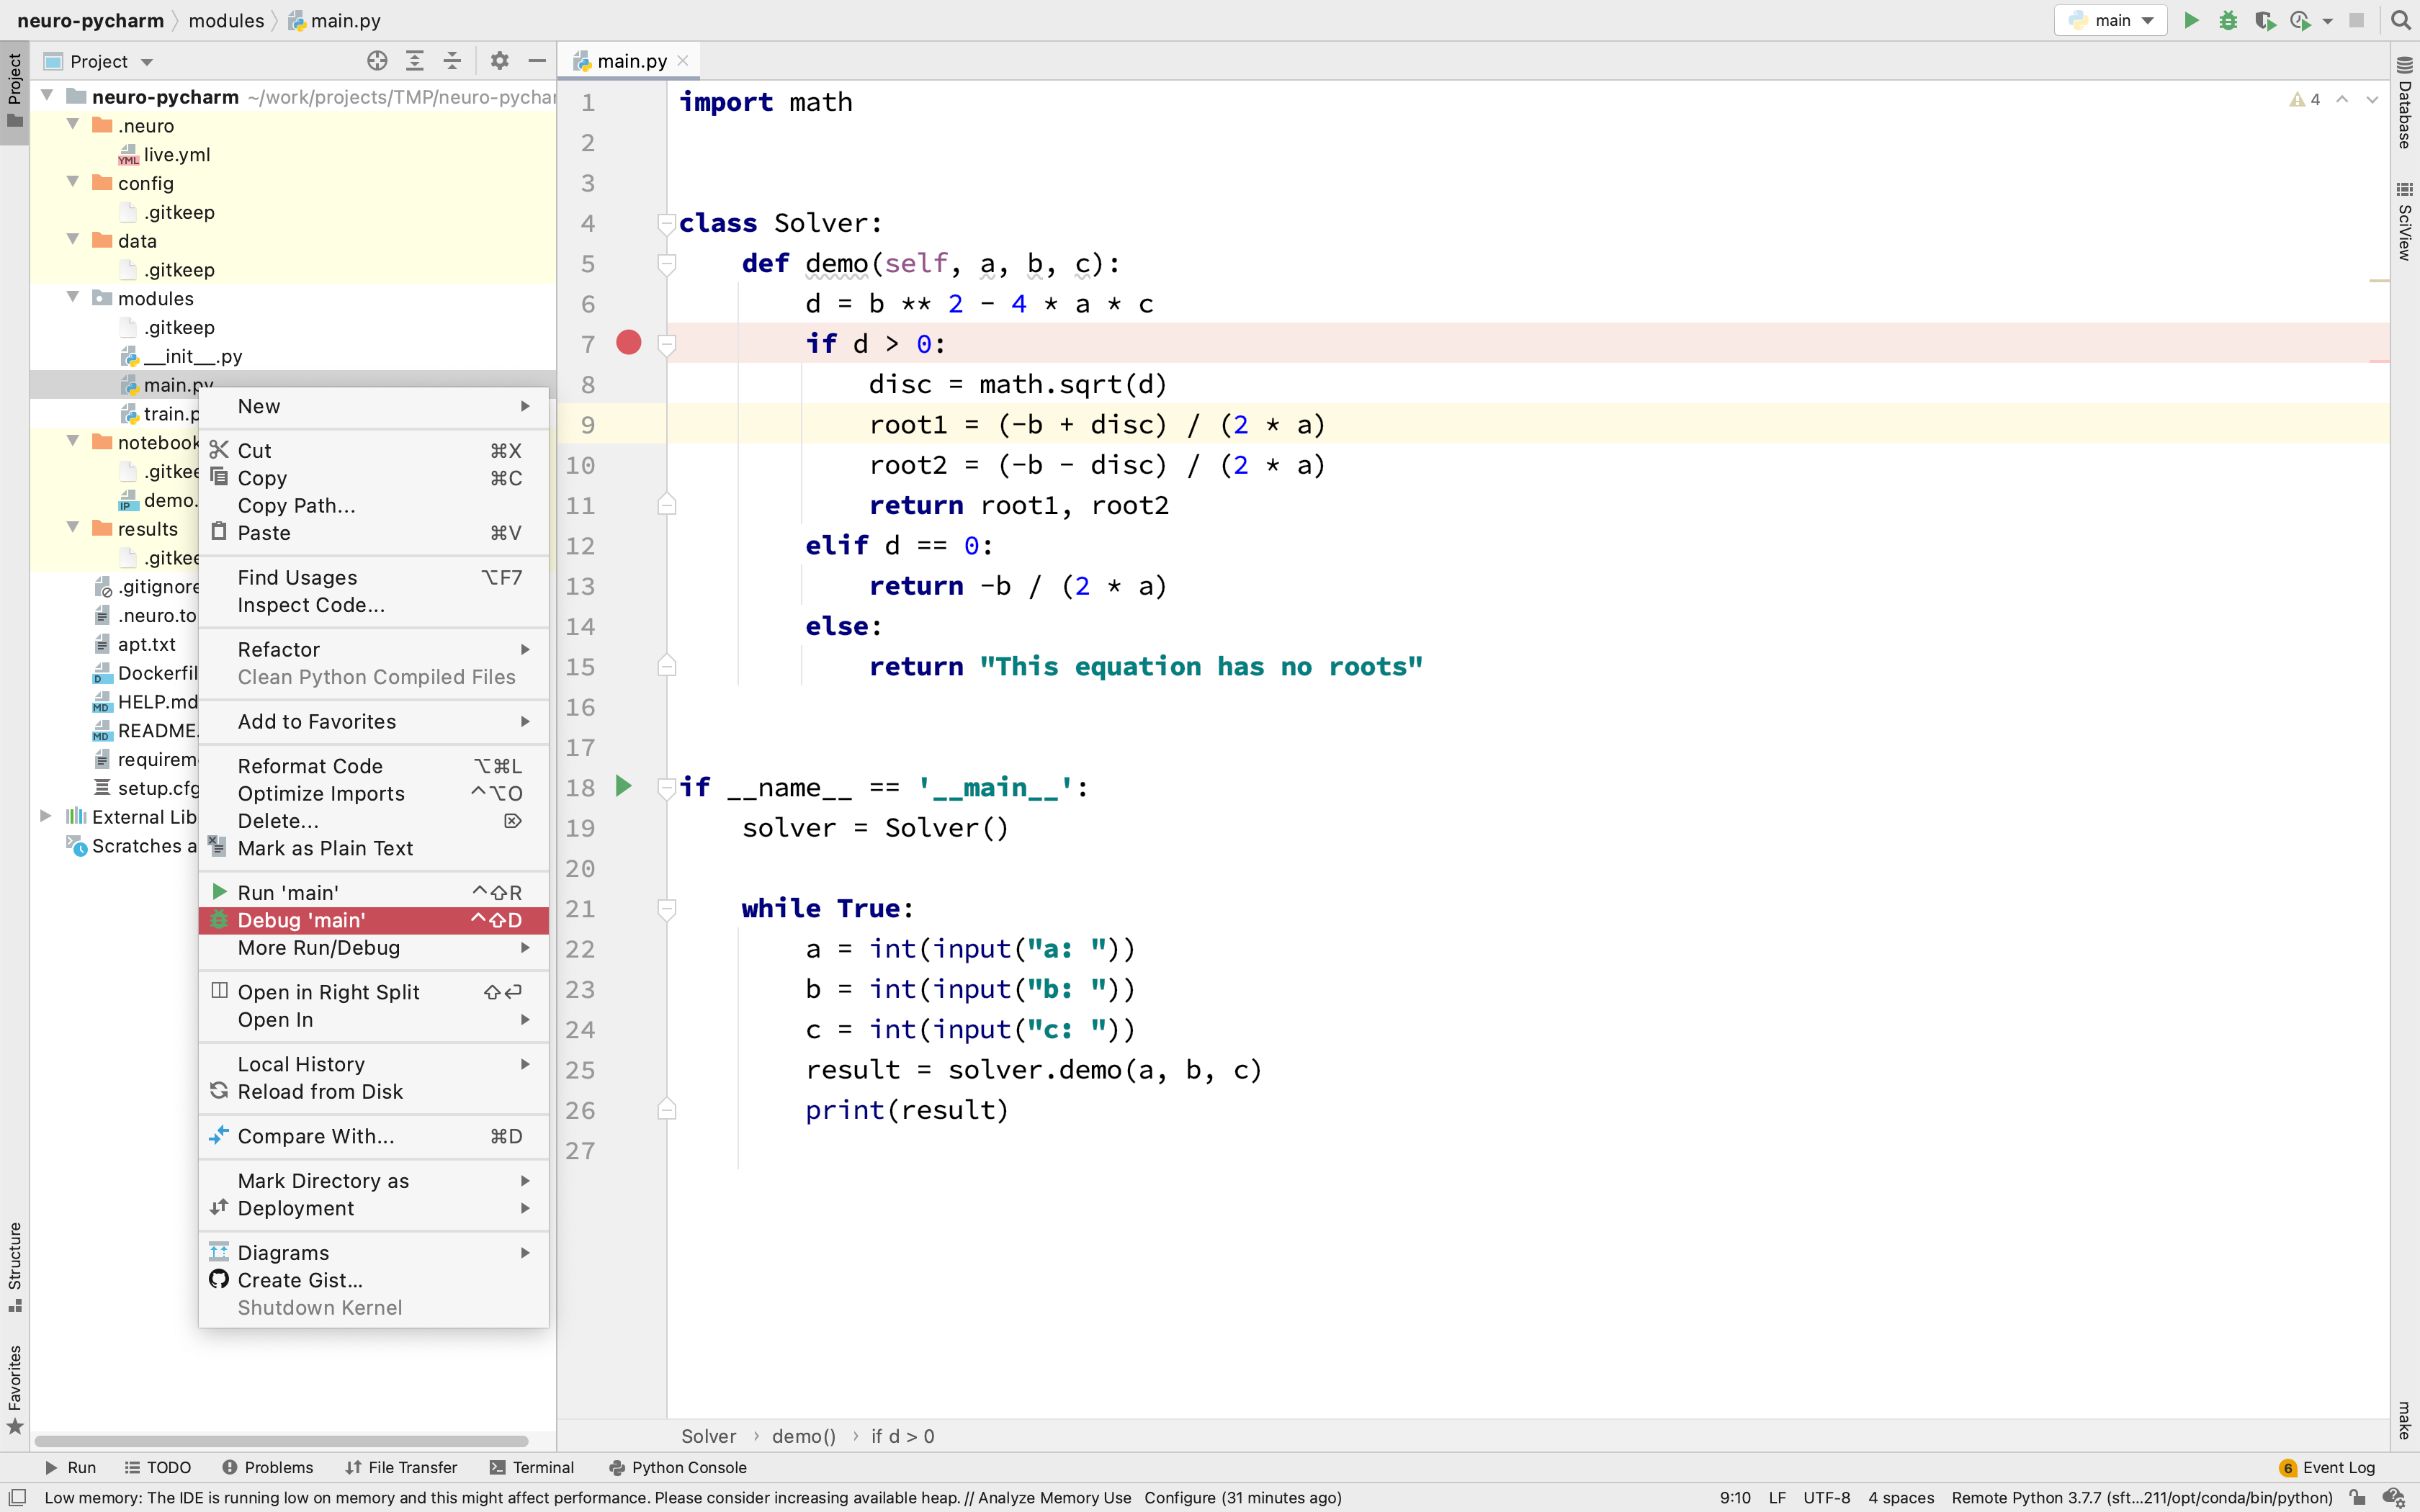 neuro-pycharm modules main.py
main
Project
neuro-pycharm ~/work/projects/TMP/neuro-pychar
.neuro
live.yml
config
.gitkeep
data
.gitkeep
modules
.gitkeep
__init__.py
main.py
train.p
notebook
.gitkee
demo.
results
.gitkee
.gitignore
.neuro.to
apt.txt
Dockerfil
HELP.md
README.
requirem
setup.cfg
External Lib
Scratches a
New
Cut ⌘X
Copy ⌘C
Copy Path...
Paste ⌘V
Find Usages ⌥F7
Inspect Code...
Refactor
Clean Python Compiled Files
Add to Favorites
Reformat Code ⌥⌘L
Optimize Imports ^⌥O
Delete... ⌦
Mark as Plain Text
Run 'main' ^⇧R
Debug 'main' ^⇧D
More Run/Debug
Open in Right Split ⇧↩
Open In
Local History
Reload from Disk
Compare With... ⌘D
Mark Directory as
Deployment
Diagrams
Create Gist...
Shutdown Kernel
main.py
4
1 import math
2
3
4 class Solver:
5 def demo(self, a, b, c):
6 d = b ** 2 - 4 * a * c
7 if d > 0:
8 disc = math.sqrt(d)
9 root1 = (-b + disc) / (2 * a)
10 root2 = (-b - disc) / (2 * a)
11 return root1, root2
12 elif d == 0:
13 return -b / (2 * a)
14 else:
15 return "This equation has no roots"
16
17
18 if __name__ == '__main__':
19 solver = Solver()
20
21 while True:
22 a = int(input("a: "))
23 b = int(input("b: "))
24 c = int(input("c: "))
25 result = solver.demo(a, b, c)
26 print(result)
27
Solver › demo() › if d > 0
Project
Structure
Favorites
Database
SciView
make
Run TODO Problems File Transfer Terminal Python Console 6 Event Log
Low memory: The IDE is running low on memory and this might affect performance. Please consider increasing available heap. // Analyze Memory Use Configure (31 minutes ago) 9:10 LF UTF-8 4 spaces Remote Python 3.7.7 (sft...211/opt/conda/bin/python)